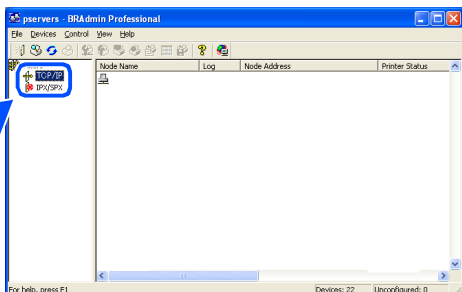 pservers - BRAdmin Professional
File Devices Control View Help
Node Name Log Node Address Printer Status
TCP/IP
IPX/SPX
For help, press F1 Devices: 22 Unconfigured: 0